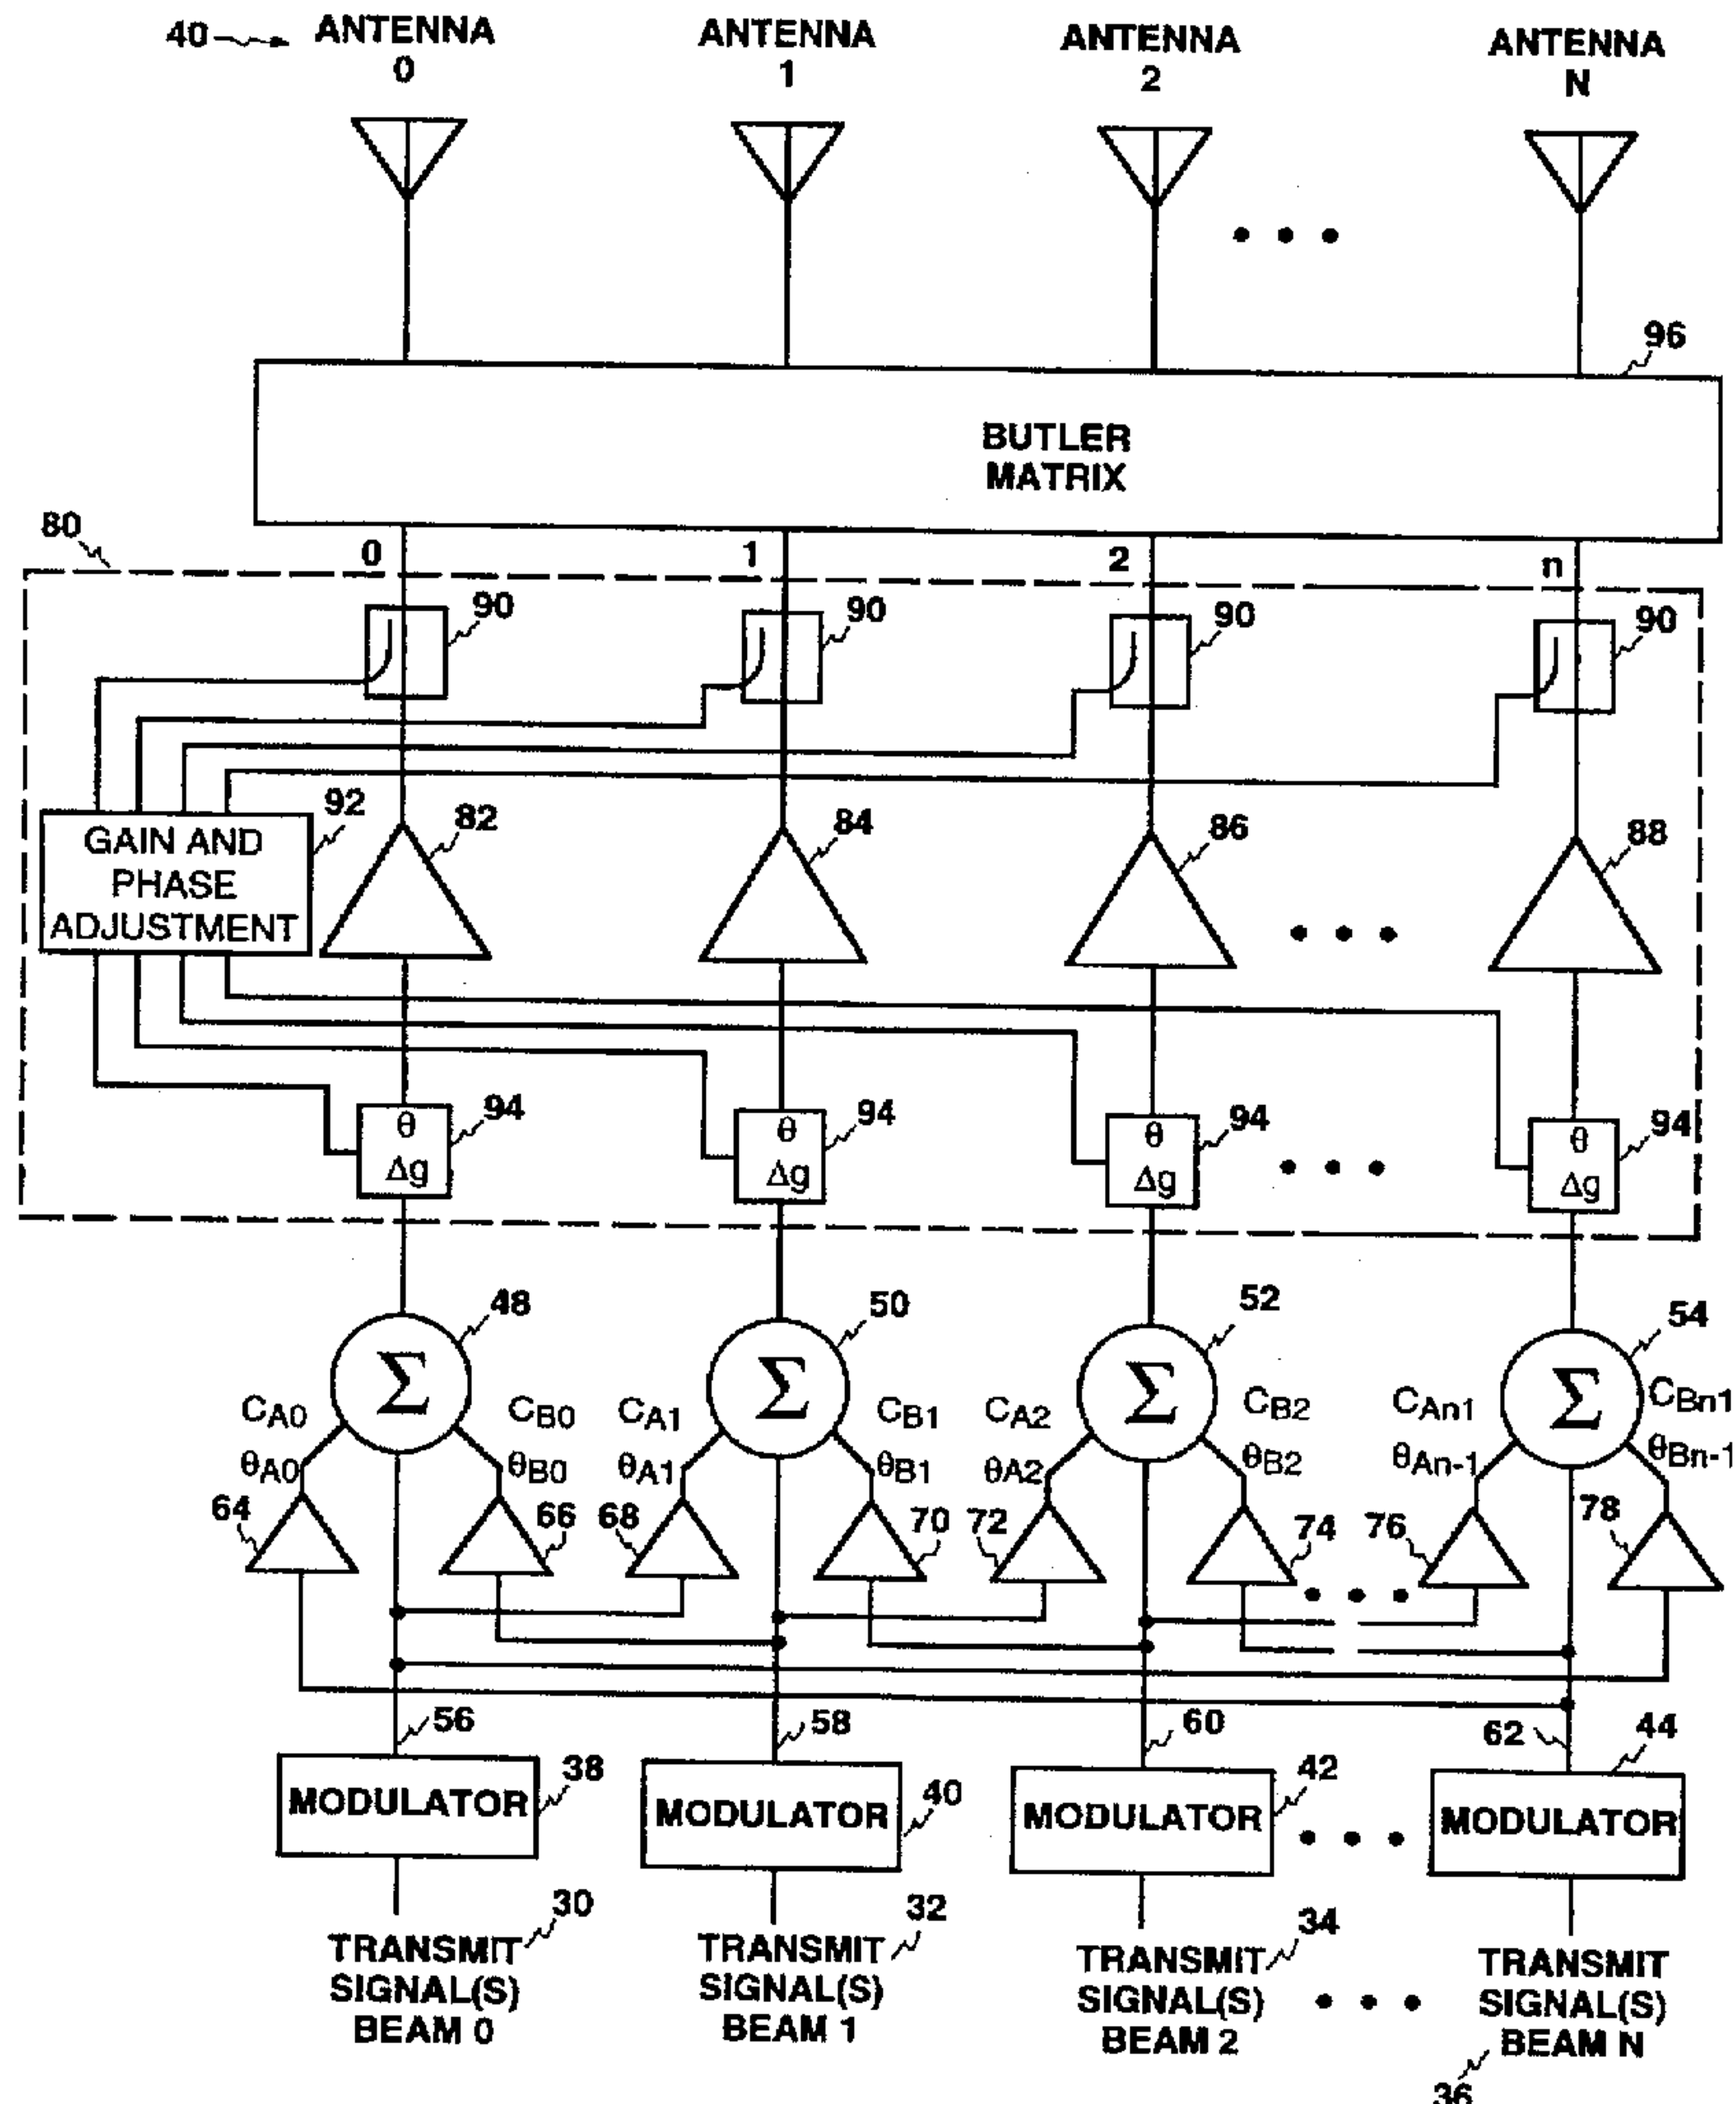 40
ANTENNA
0
ANTENNA
1
ANTENNA
2
ANTENNA
N
96
BUTLER
MATRIX
80
0
1
2
n
90
90
90
90
92
GAIN AND
PHASE
ADJUSTMENT
82
84
86
88
θ
Δg
94
θ
Δg
94
θ
Δg
94
θ
Δg
94
48
50
52
54
Σ
Σ
Σ
Σ
CA0
CB0
CA1
CB1
CA2
CB2
CAn1
CBn1
θA0
θB0
θA1
θB1
θA2
θB2
θAn-1
θBn-1
64
66
68
70
72
74
76
78
56
58
60
62
44
MODULATOR
38
MODULATOR
40
MODULATOR
42
MODULATOR
30
32
34
TRANSMIT
SIGNAL(S)
BEAM 0
TRANSMIT
SIGNAL(S)
BEAM 1
TRANSMIT
SIGNAL(S)
BEAM 2
TRANSMIT
SIGNAL(S)
BEAM N
36